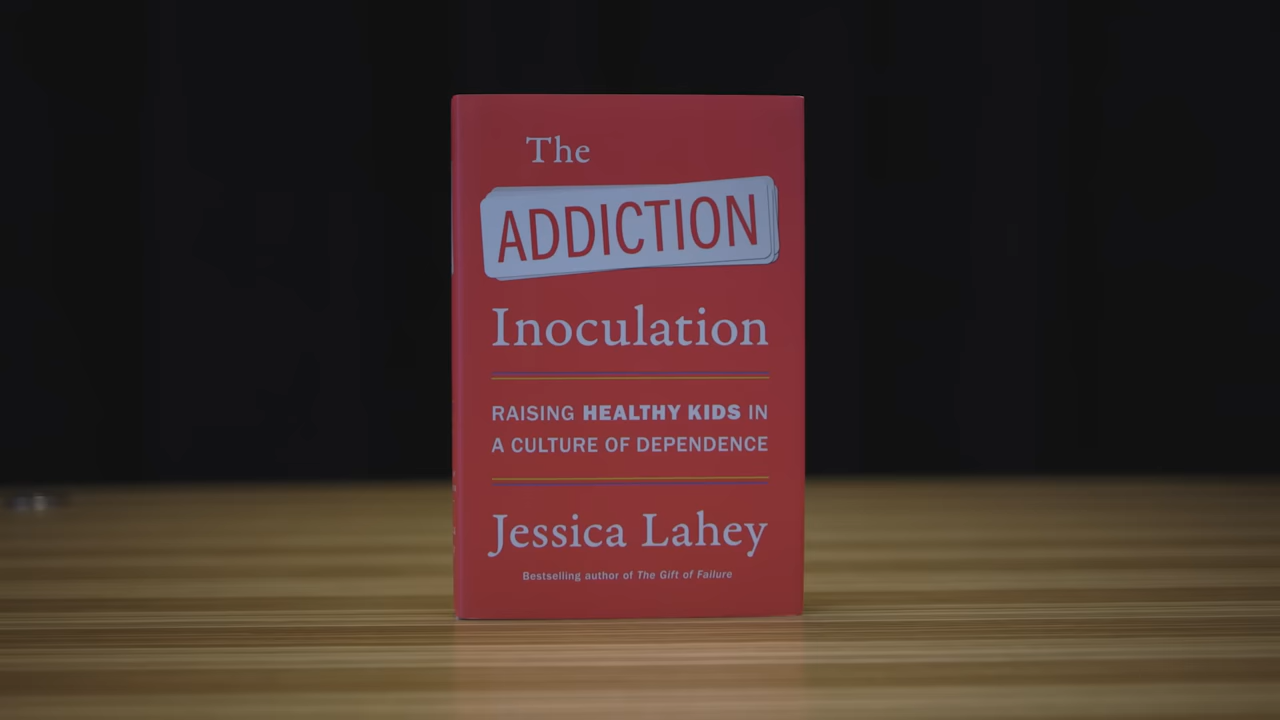 The
ADDICTION
Inoculation
RAISING HEALTHY KIDS IN
A CULTURE OF DEPENDENCE
Jessica Lahey
Bestselling author of The Gift of Failure